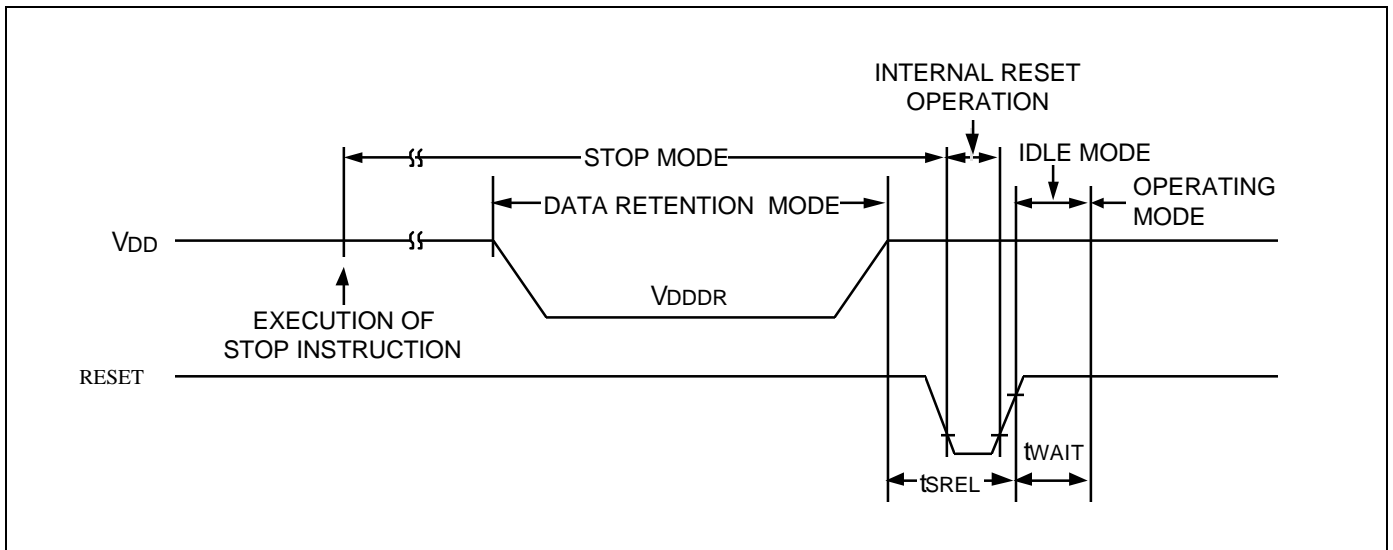 INTERNAL RESET
OPERATION
STOP MODE
IDLE MODE
DATA RETENTION MODE
OPERATING
MODE
VDD
VDDDR
EXECUTION OF
STOP INSTRUCTION
RESET
tWAIT
tSREL